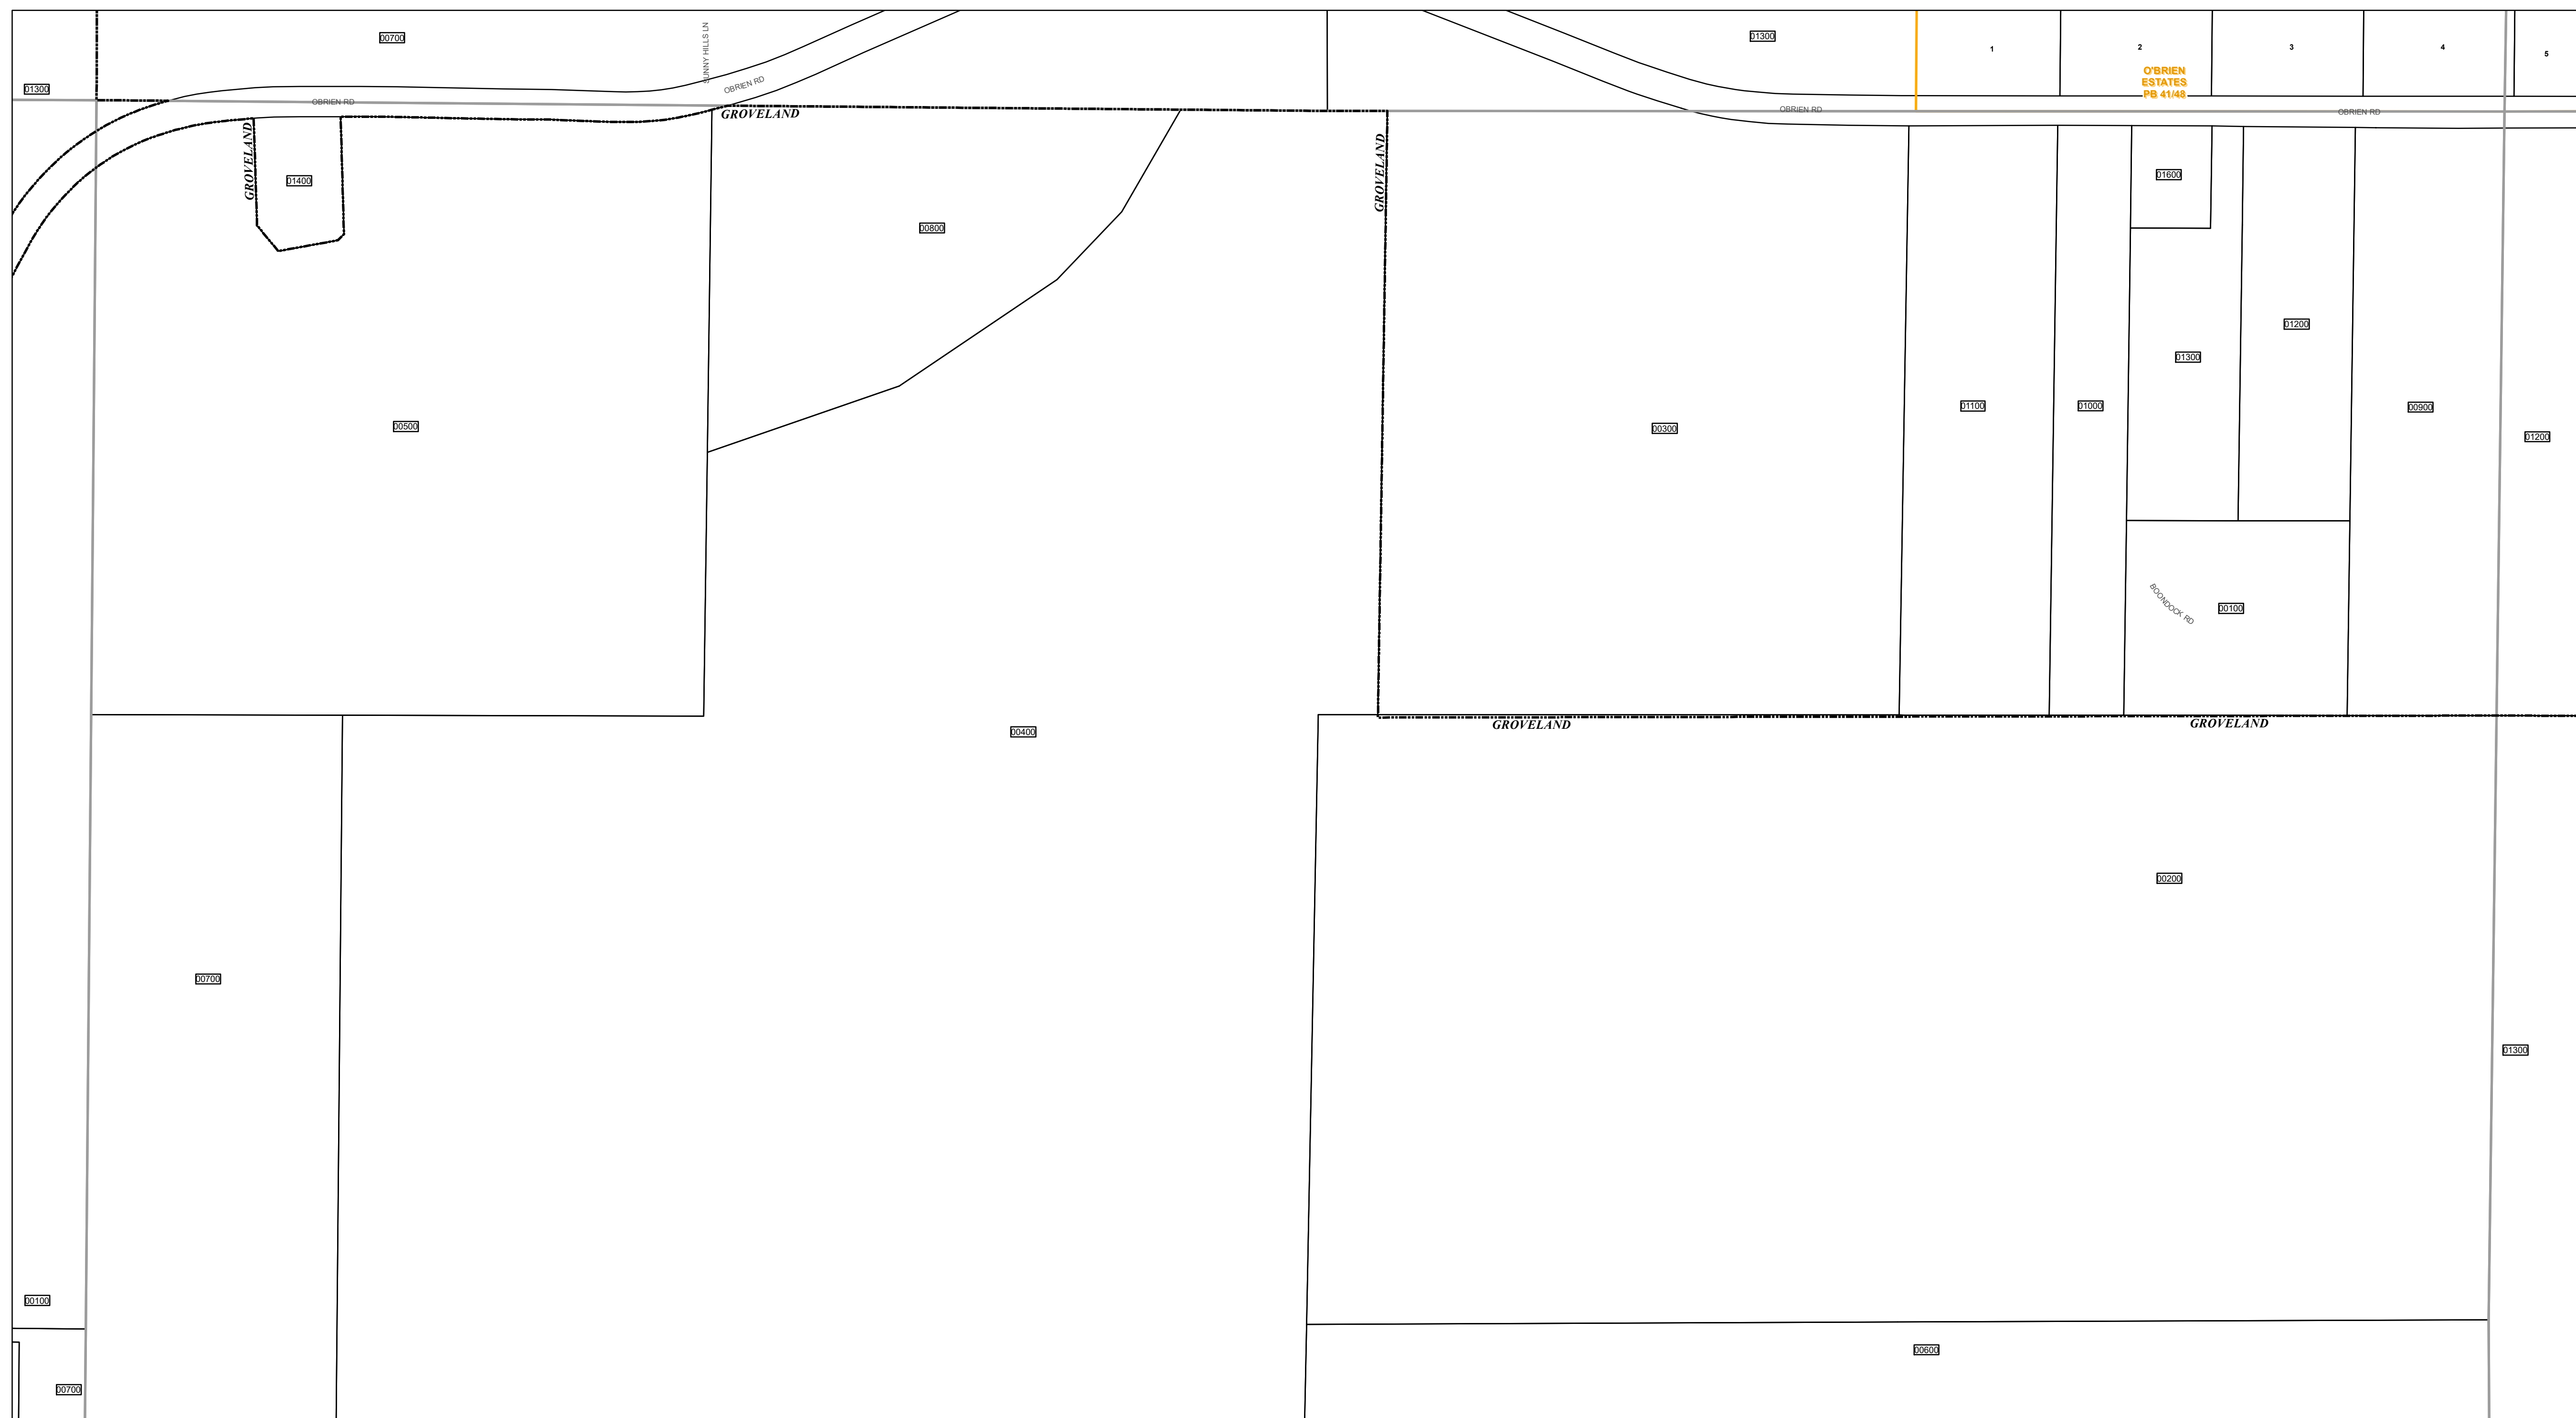 00700
SUNNY HILLS LN
01300
1
2
3
4
5
O'BRIEN
ESTATES
PB 41/48
01300
OBRIEN RD
OBRIEN RD
OBRIEN RD
OBRIEN RD
GROVELAND
GROVELAND
GROVELAND
01400
01600
00800
01200
01300
00500
00300
01100
01000
00900
01200
BOONDOCK RD
00100
GROVELAND
GROVELAND
00400
00200
00700
01300
00100
00600
00700